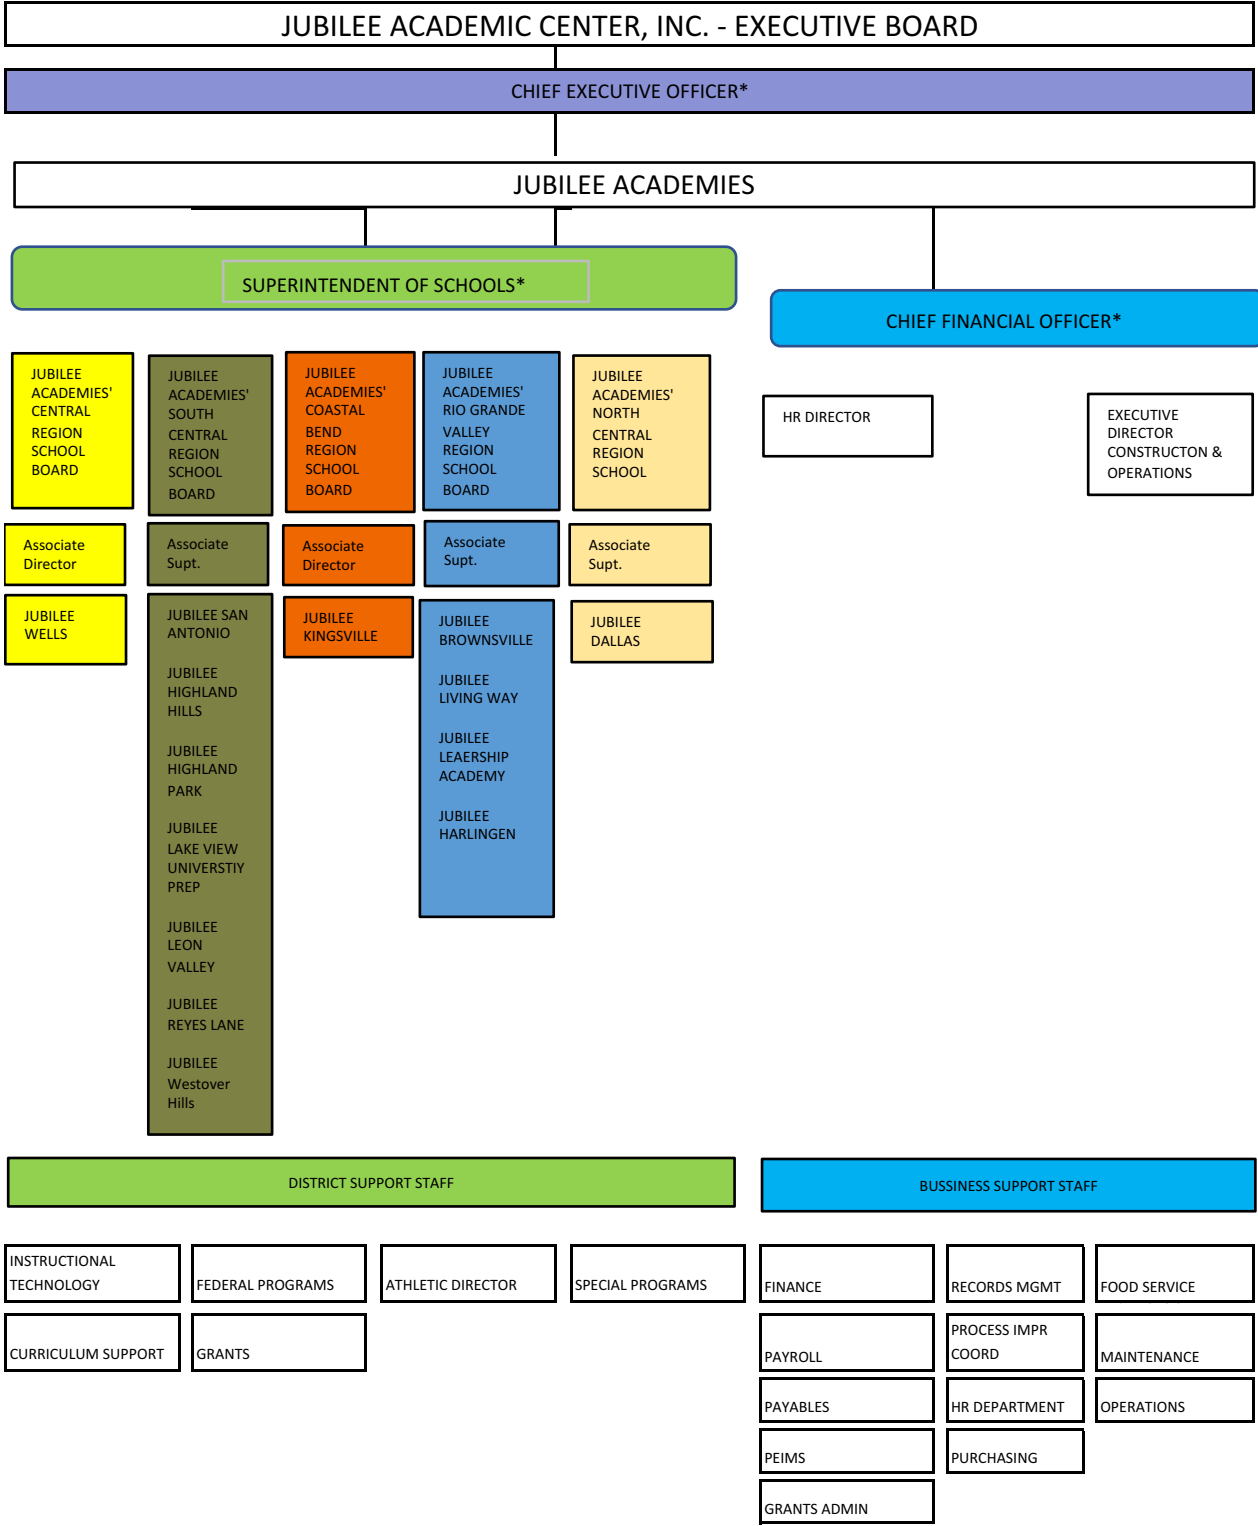 JUBILEE ACADEMIC CENTER, INC. - EXECUTIVE BOARD
CHIEF EXECUTIVE OFFICER*
JUBILEE ACADEMIES
SUPERINTENDENT OF SCHOOLS*
CHIEF FINANCIAL OFFICER*
JUBILEE
ACADEMIES'
CENTRAL
REGION
SCHOOL
BOARD
JUBILEE
ACADEMIES'
SOUTH
CENTRAL
REGION
SCHOOL
BOARD
JUBILEE
ACADEMIES'
COASTAL
BEND
REGION
SCHOOL
BOARD
JUBILEE
ACADEMIES'
RIO GRANDE
VALLEY
REGION
SCHOOL
BOARD
JUBILEE
ACADEMIES'
NORTH
CENTRAL
REGION
SCHOOL
HR DIRECTOR
EXECUTIVE
DIRECTOR
CONSTRUCTON &
OPERATIONS
Associate
Director
Associate
Supt.
Associate
Director
Associate
Supt.
Associate
Supt.
JUBILEE
WELLS
JUBILEE SAN
ANTONIO
JUBILEE
HIGHLAND
HILLS
JUBILEE
HIGHLAND
PARK
JUBILEE
LAKE VIEW
UNIVERSTIY
PREP
JUBILEE
LEON
VALLEY
JUBILEE
REYES LANE
JUBILEE
Westover
Hills
JUBILEE
KINGSVILLE
JUBILEE
BROWNSVILLE
JUBILEE
LIVING WAY
JUBILEE
LEAERSHIP
ACADEMY
JUBILEE
HARLINGEN
JUBILEE
DALLAS
DISTRICT SUPPORT STAFF
BUSSINESS SUPPORT STAFF
INSTRUCTIONAL
TECHNOLOGY
FEDERAL PROGRAMS
ATHLETIC DIRECTOR
SPECIAL PROGRAMS
FINANCE
RECORDS MGMT
FOOD SERVICE
CURRICULUM SUPPORT
GRANTS
PAYROLL
PROCESS IMPR
COORD
MAINTENANCE
PAYABLES
HR DEPARTMENT
OPERATIONS
PEIMS
PURCHASING
GRANTS ADMIN